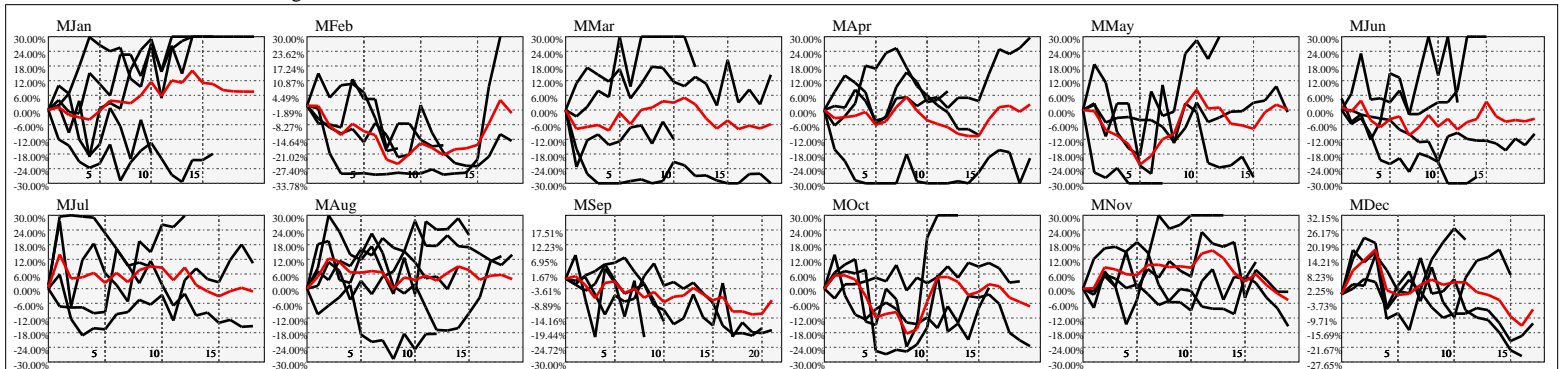 MJan MFeb MMar MApr MMay MJun
30.00% 30.00% 30.00% 30.00% 30.00% 30.00%
24.00% 23.62% 24.00% 24.00% 24.00% 24.00%
18.00% 17.24% 18.00% 18.00% 18.00% 18.00%
12.00% 10.87% 12.00% 12.00% 12.00% 12.00%
6.00% 4.49% 6.00% 6.00% 6.00% 6.00%
0.00% -1.89% 0.00% 0.00% 0.00% 0.00%
-6.00% -8.27% -6.00% -6.00% -6.00% -6.00%
-12.00% -14.64% -12.00% -12.00% -12.00% -12.00%
-18.00% -21.02% -18.00% -18.00% -18.00% -18.00%
-24.00% -27.40% -24.00% -24.00% -24.00% -24.00%
-30.00% -33.78% -30.00% -30.00% -30.00% -30.00%
5 10 15 5 10 15 5 10 15 5 10 15 5 10 15 5 10 15
MJul MAug MSep MOct MNov MDec
30.00% 30.00% 30.00% 30.00% 32.15%
24.00% 24.00% 17.51% 24.00% 24.00% 26.17%
18.00% 18.00% 12.23% 18.00% 18.00% 20.19%
12.00% 12.00% 6.95% 12.00% 12.00% 14.21%
6.00% 6.00% 1.67% 6.00% 6.00% 8.23%
0.00% 0.00% -3.61% 0.00% 0.00% 2.25%
-6.00% -6.00% -8.89% -6.00% -6.00% -3.73%
-12.00% -12.00% -14.16% -12.00% -12.00% -9.71%
-18.00% -18.00% -19.44% -18.00% -18.00% -15.69%
-24.00% -24.00% -24.72% -24.00% -24.00% -21.67%
-30.00% -30.00% -30.00% -30.00% -30.00% -27.65%
5 10 15 5 10 15 5 10 15 20 5 10 15 5 10 15 5 10 15